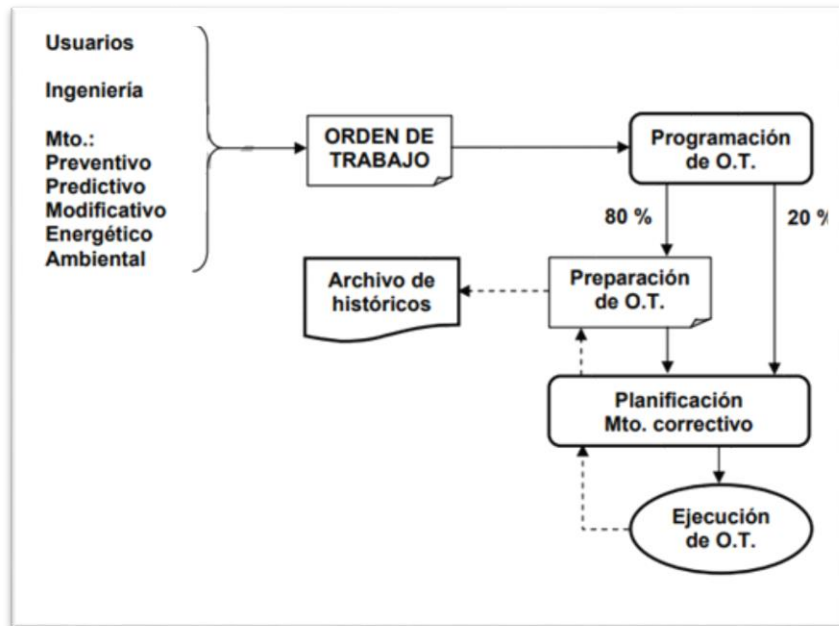 Usuarios
Ingeniería
Mto.:
Preventivo
Predictivo
Modificativo
Energético
Ambiental
ORDEN DE
TRABAJO
Programación
de O.T.
80 %
20 %
Archivo de
históricos
Preparación
de O.T.
Planificación
Mto. correctivo
Ejecución
de O.T.